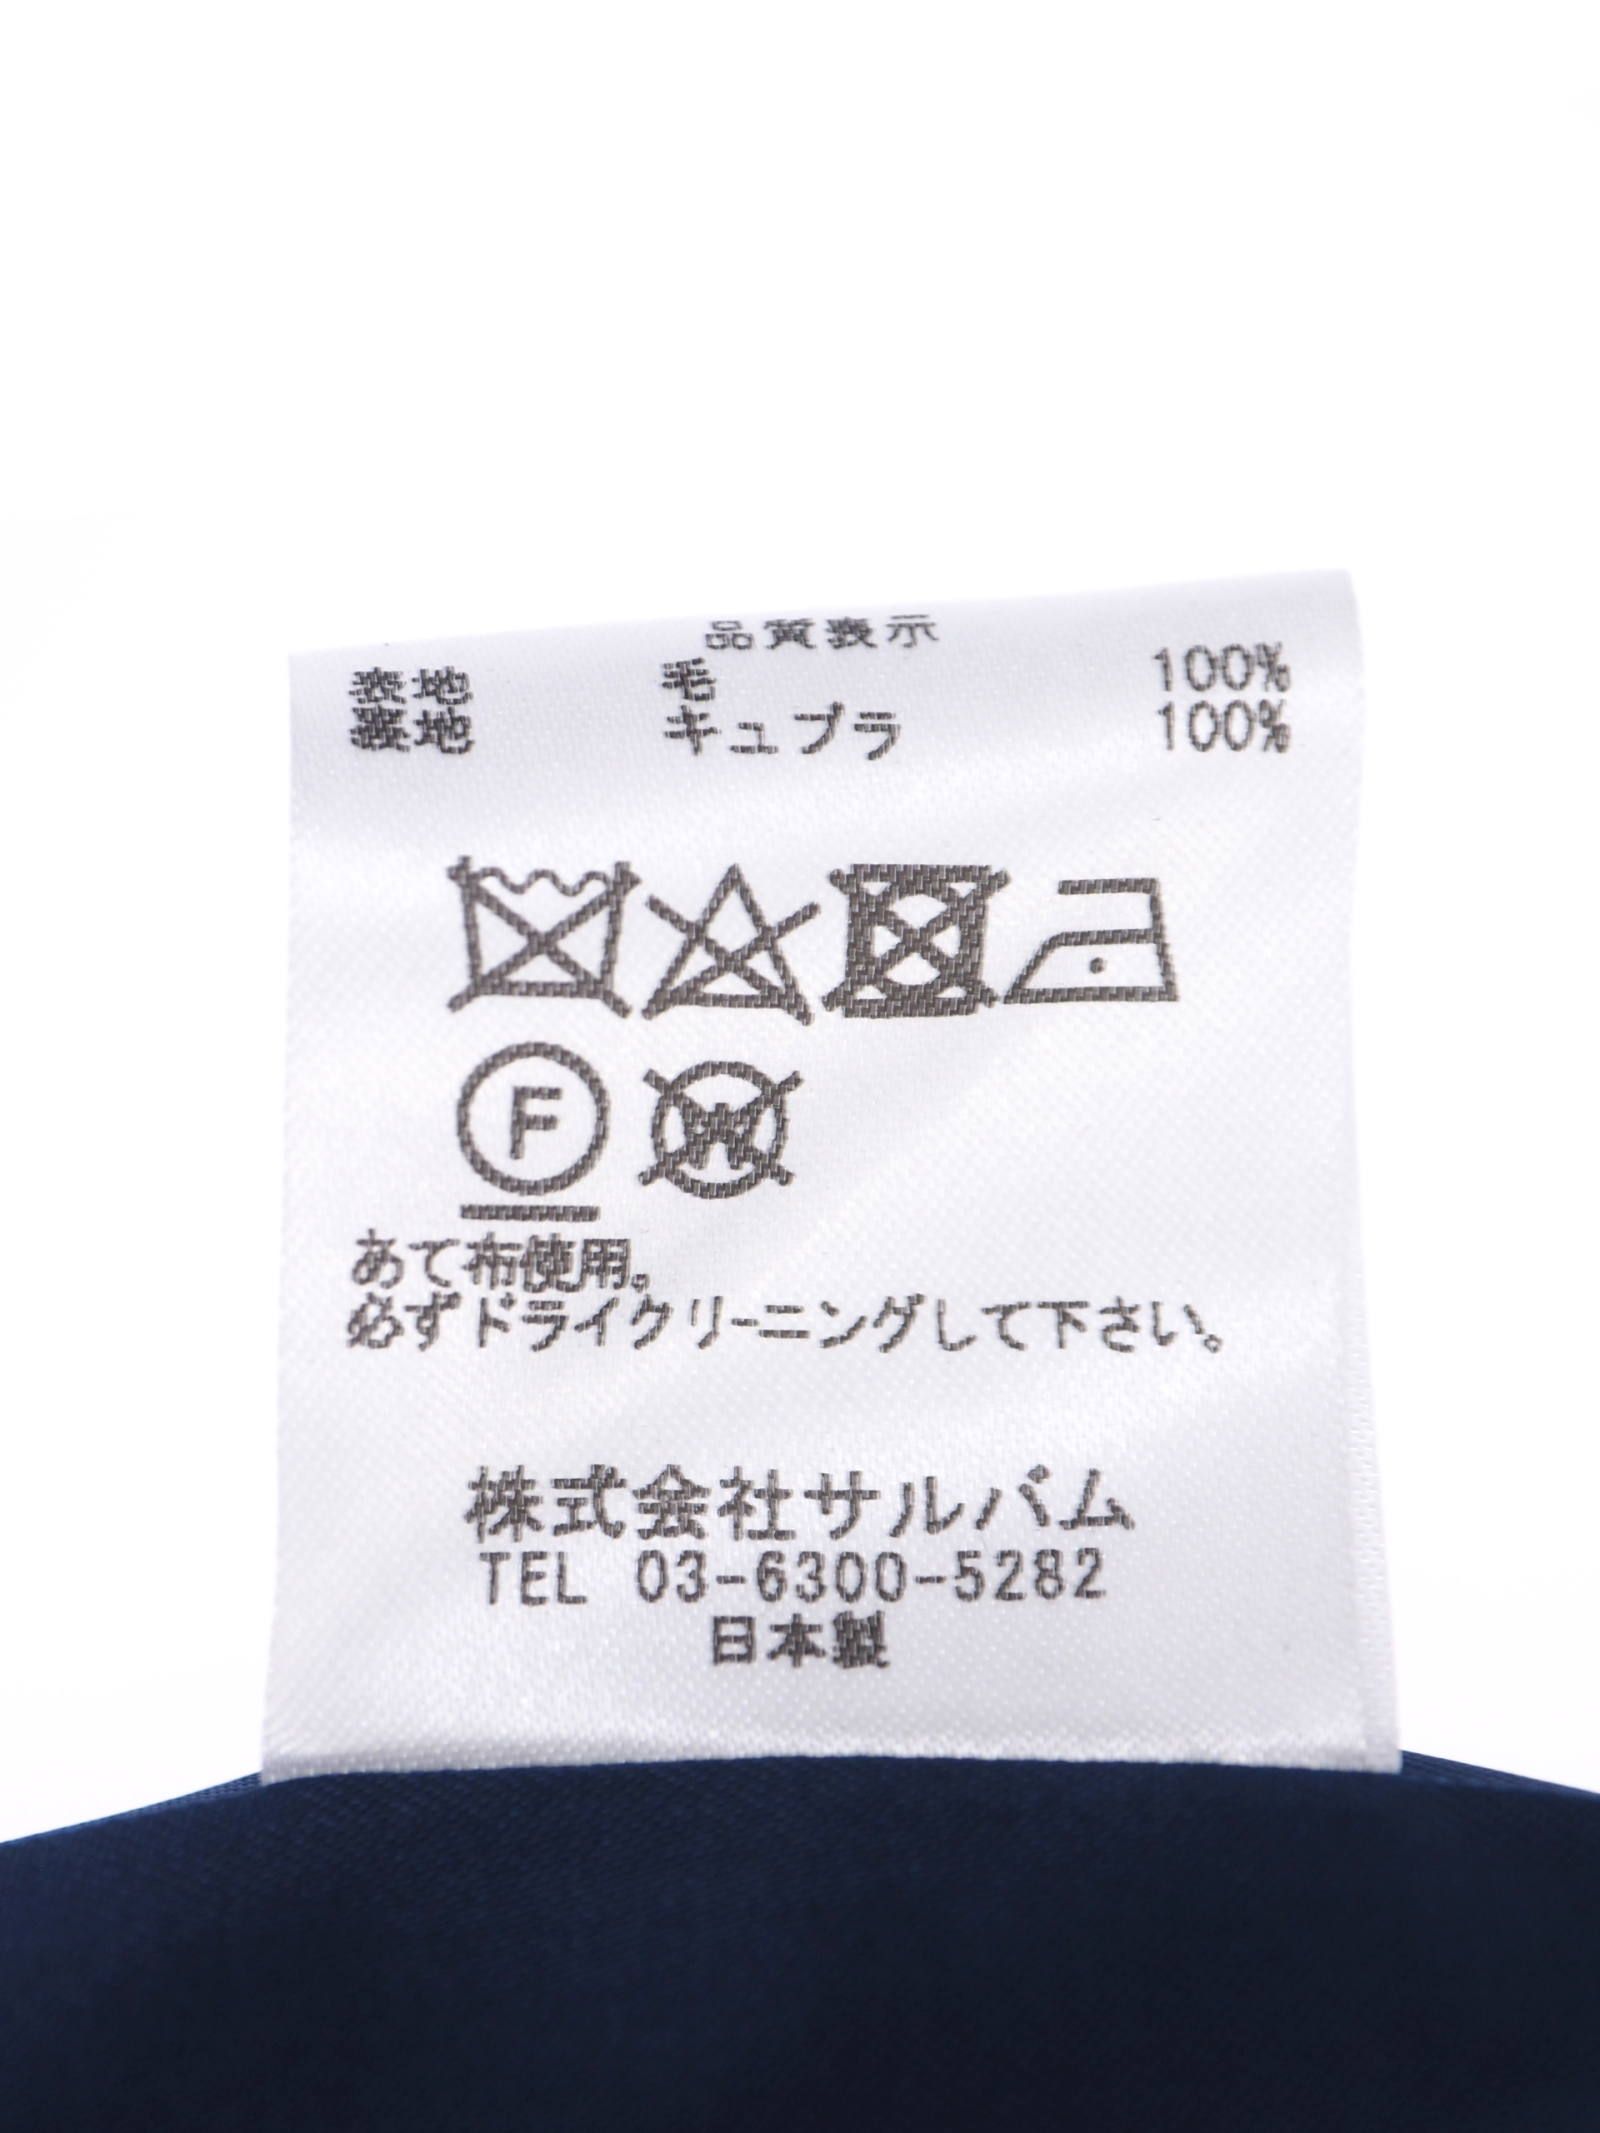 品質表示
表地 毛 100%
裏地 キュプラ 100%
F
W
あて布使用。
必ずドライクリーニングして下さい。
株式会社サルバム
TEL 03-6300-5282
日本製